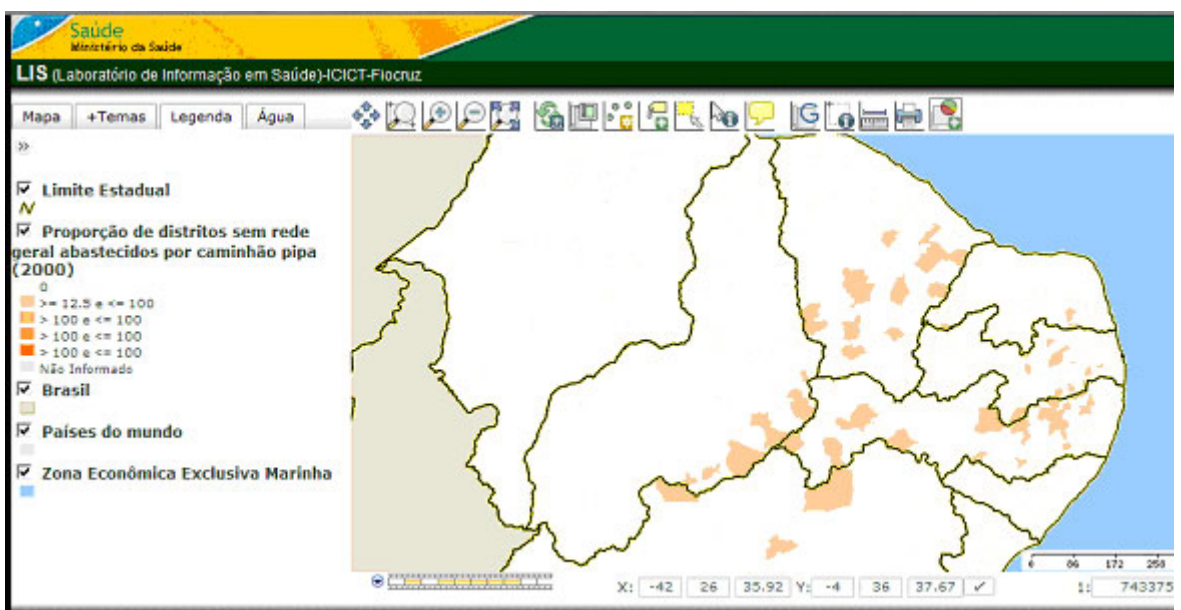 Saúde
Ministério da Saúde
LIS (Laboratório de Informação em Saúde)-ICICT-Fiocruz
Mapa +Temas Legenda Água
»
Limite Estadual
Proporção de distritos sem rede
geral abastecidos por caminhão pipa
(2000)
0
>= 12.5 e <= 100
> 100 e <= 100
> 100 e <= 100
> 100 e <= 100
Não Informado
Brasil
Países do mundo
Zona Econômica Exclusiva Marinha
0 86 172 258
X: -42 26 35.92 Y: -4 36 37.67 1: 743375